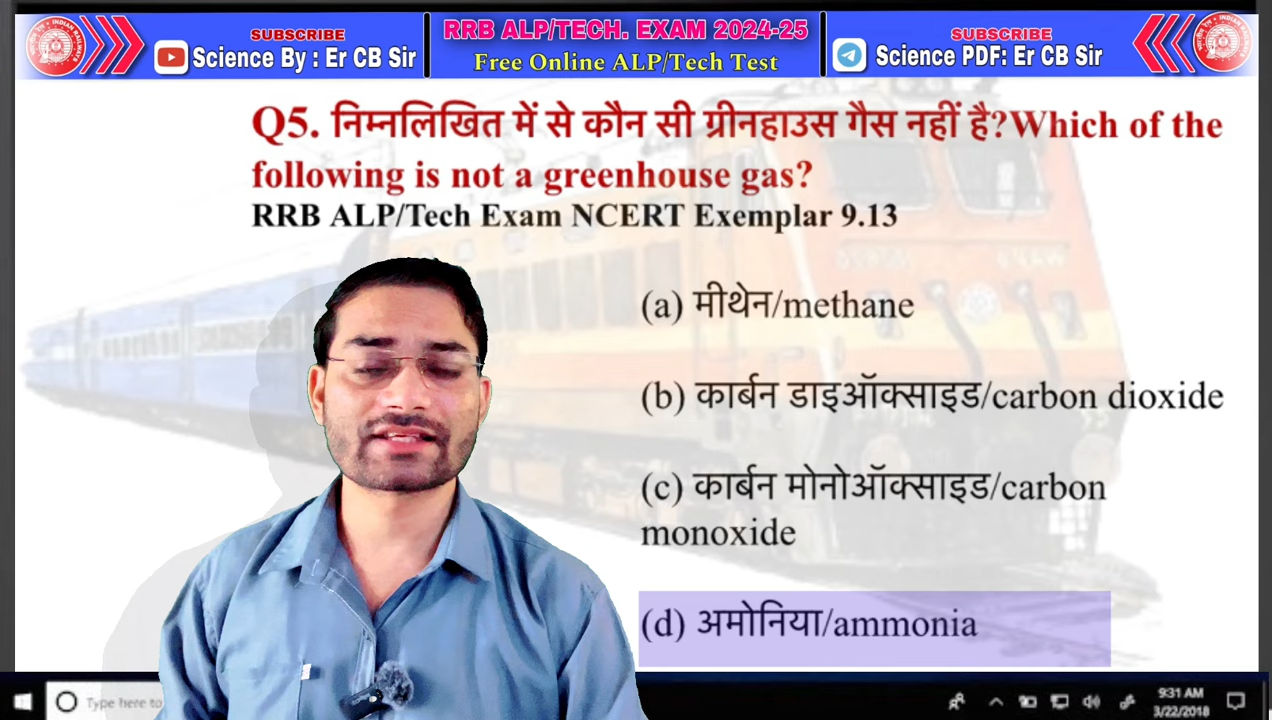 SUBSCRIBE
Science By : Er CB Sir
RRB ALP/TECH. EXAM 2024-25
Free Online ALP/Tech Test
SUBSCRIBE
Science PDF: Er CB Sir
Q5. निम्नलिखित में से कौन सी ग्रीनहाउस गैस नहीं है?Which of the
following is not a greenhouse gas?
RRB ALP/Tech Exam NCERT Exemplar 9.13
(a) मीथेन/methane
(b) कार्बन डाइऑक्साइड/carbon dioxide
(c) कार्बन मोनोऑक्साइड/carbon
monoxide
(d) अमोनिया/ammonia
Type here to
9:31 AM
3/22/2018